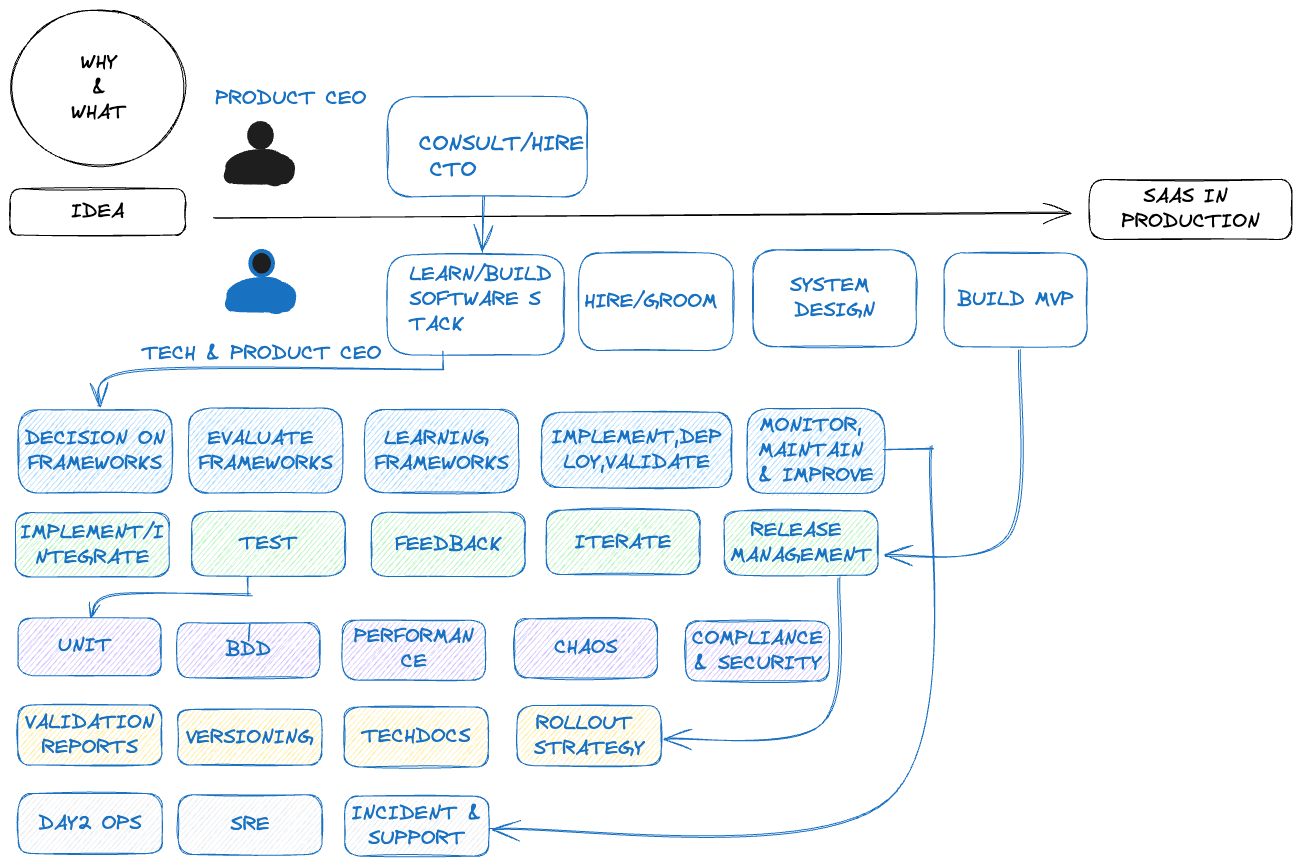 WHY
&
WHAT
PRODUCT CEO
CONSULT/HIRE
CTO
IDEA
SAAS IN
PRODUCTION
LEARN/BUILD
SOFTWARE S
TACK
HIRE/GROOM
SYSTEM
DESIGN
BUILD MVP
TECH & PRODUCT CEO
DECISION ON
FRAMEWORKS
EVALUATE
FRAMEWORKS
LEARNING
FRAMEWORKS
IMPLEMENT,DEP
LOY,VALIDATE
MONITOR,
MAINTAIN
& IMPROVE
IMPLEMENT/I
NTEGRATE
TEST
FEEDBACK
ITERATE
RELEASE
MANAGEMENT
UNIT
BDD
PERFORMAN
CE
CHAOS
COMPLIANCE
& SECURITY
VALIDATION
REPORTS
VERSIONING
TECHDOCS
ROLLOUT
STRATEGY
DAY2 OPS
SRE
INCIDENT &
SUPPORT